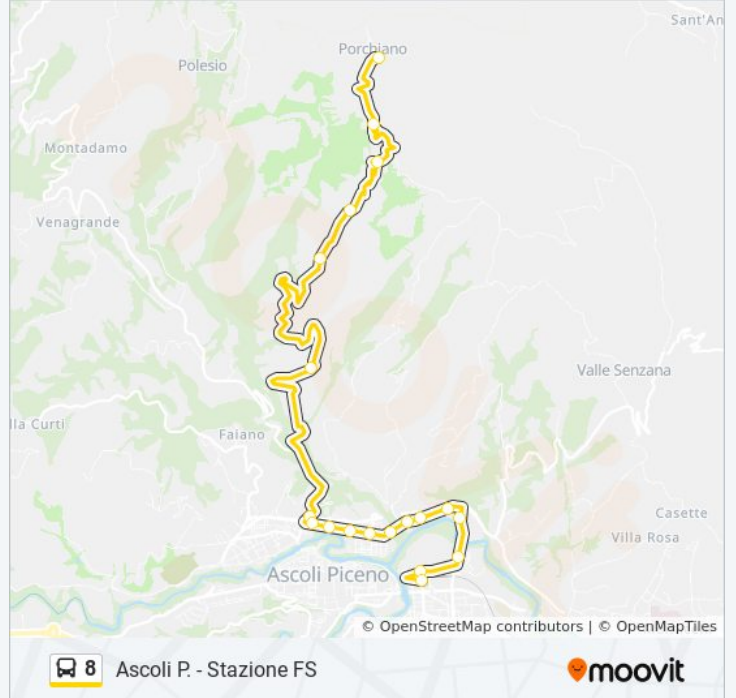 Sant'An
Porchiano
Polesio
Montadamo
Venagrande
Valle Senzana
lla Curti
Faiano
Casette
Villa Rosa
Ascoli Piceno
© OpenStreetMap contributors | © OpenMapTiles
8 Ascoli P. - Stazione FS
moovit